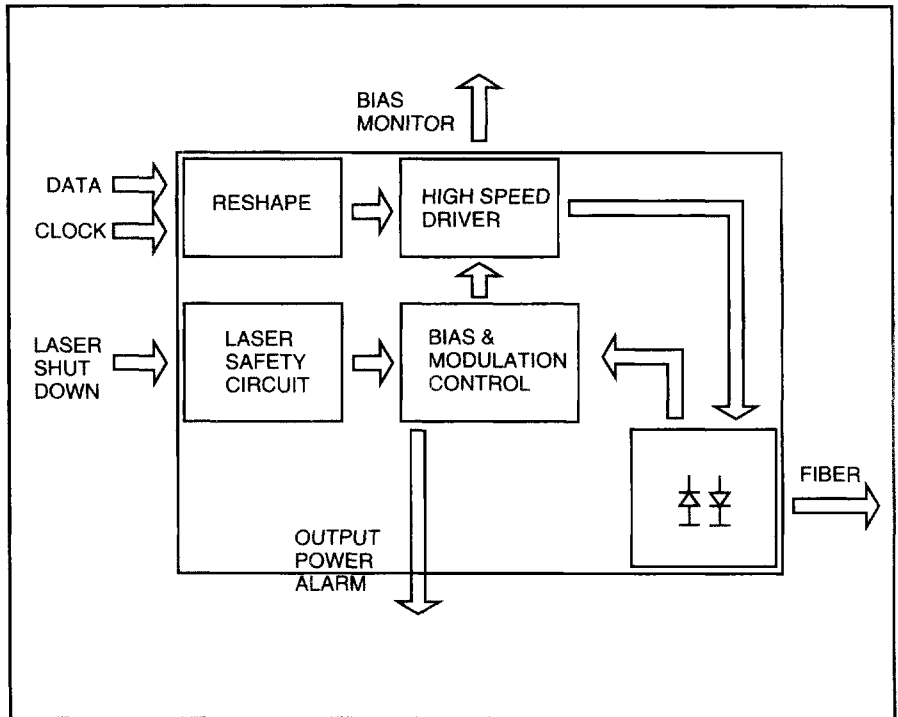 BIAS
MONITOR
DATA
CLOCK
RESHAPE
HIGH SPEED
DRIVER
LASER
SHUT
DOWN
LASER
SAFETY
CIRCUIT
BIAS &
MODULATION
CONTROL
FIBER
OUTPUT
POWER
ALARM